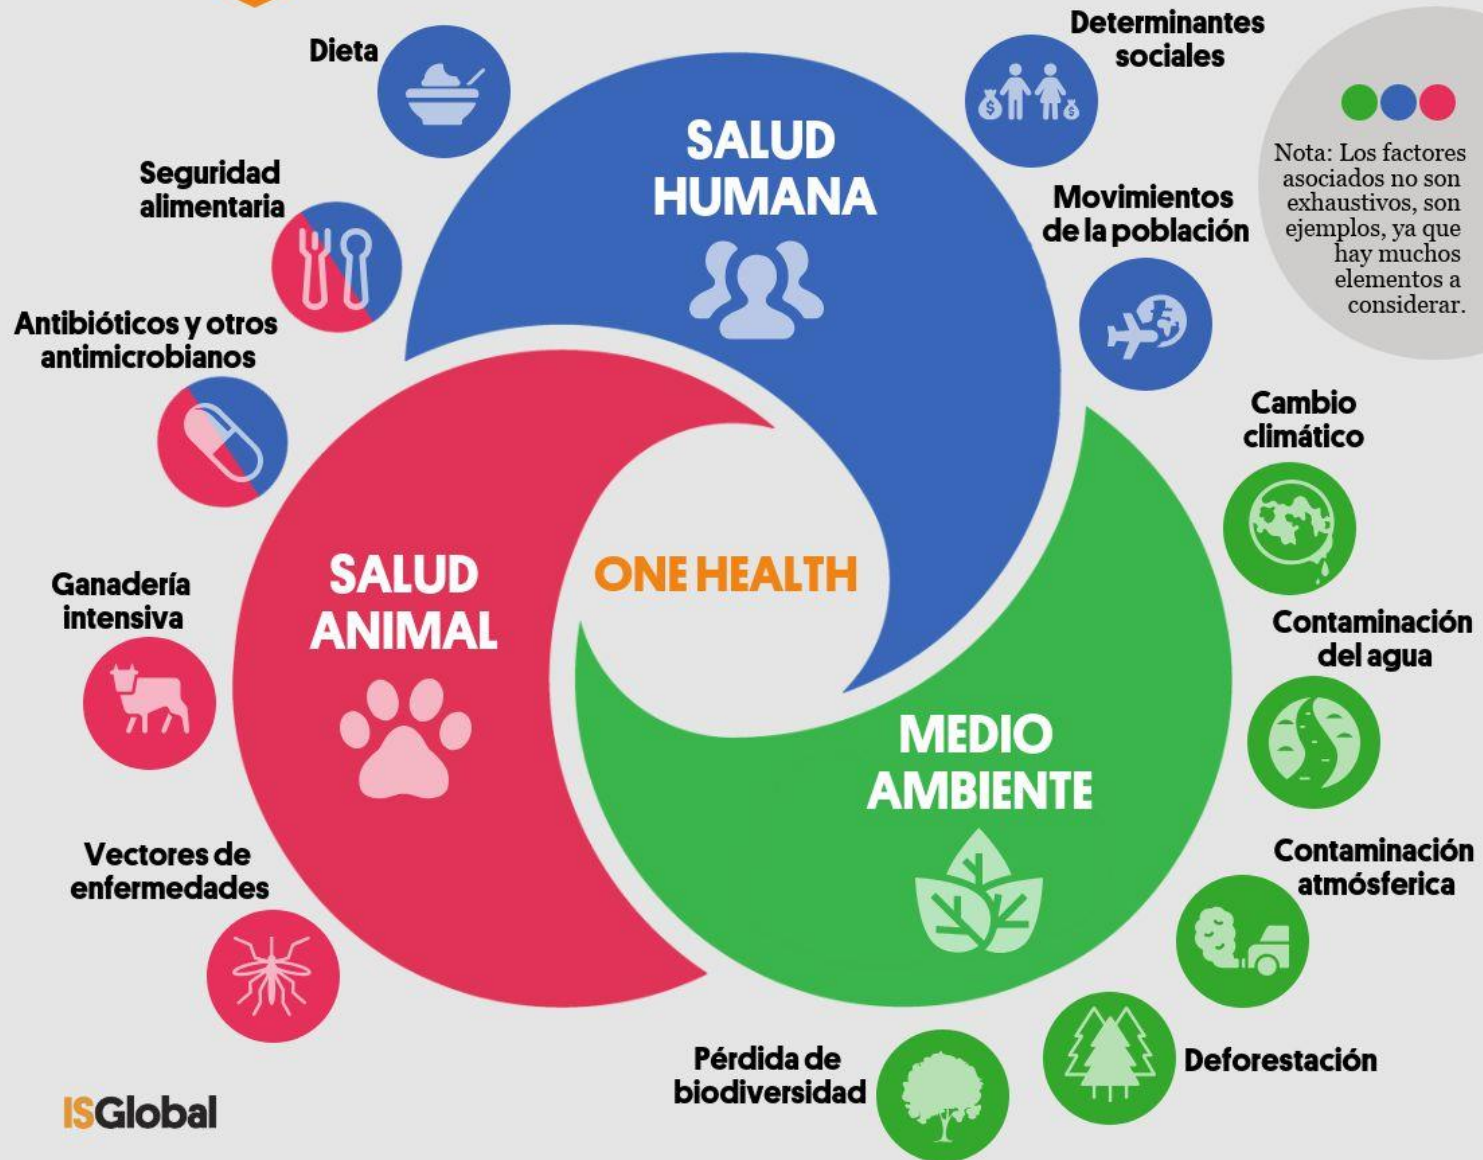 Dieta
Determinantes
sociales
SALUD
HUMANA
Nota: Los factores
asociados no son
exhaustivos, son
ejemplos, ya que
hay muchos
elementos a
considerar.
Seguridad
alimentaria
Movimientos
de la población
Antibióticos y otros
antimicrobianos
Cambio
climático
ONE HEALTH
SALUD
ANIMAL
Ganadería
intensiva
Contaminación
del agua
MEDIO
AMBIENTE
Vectores de
enfermedades
Contaminación
atmósferica
Pérdida de
biodiversidad
Deforestación
ISGlobal